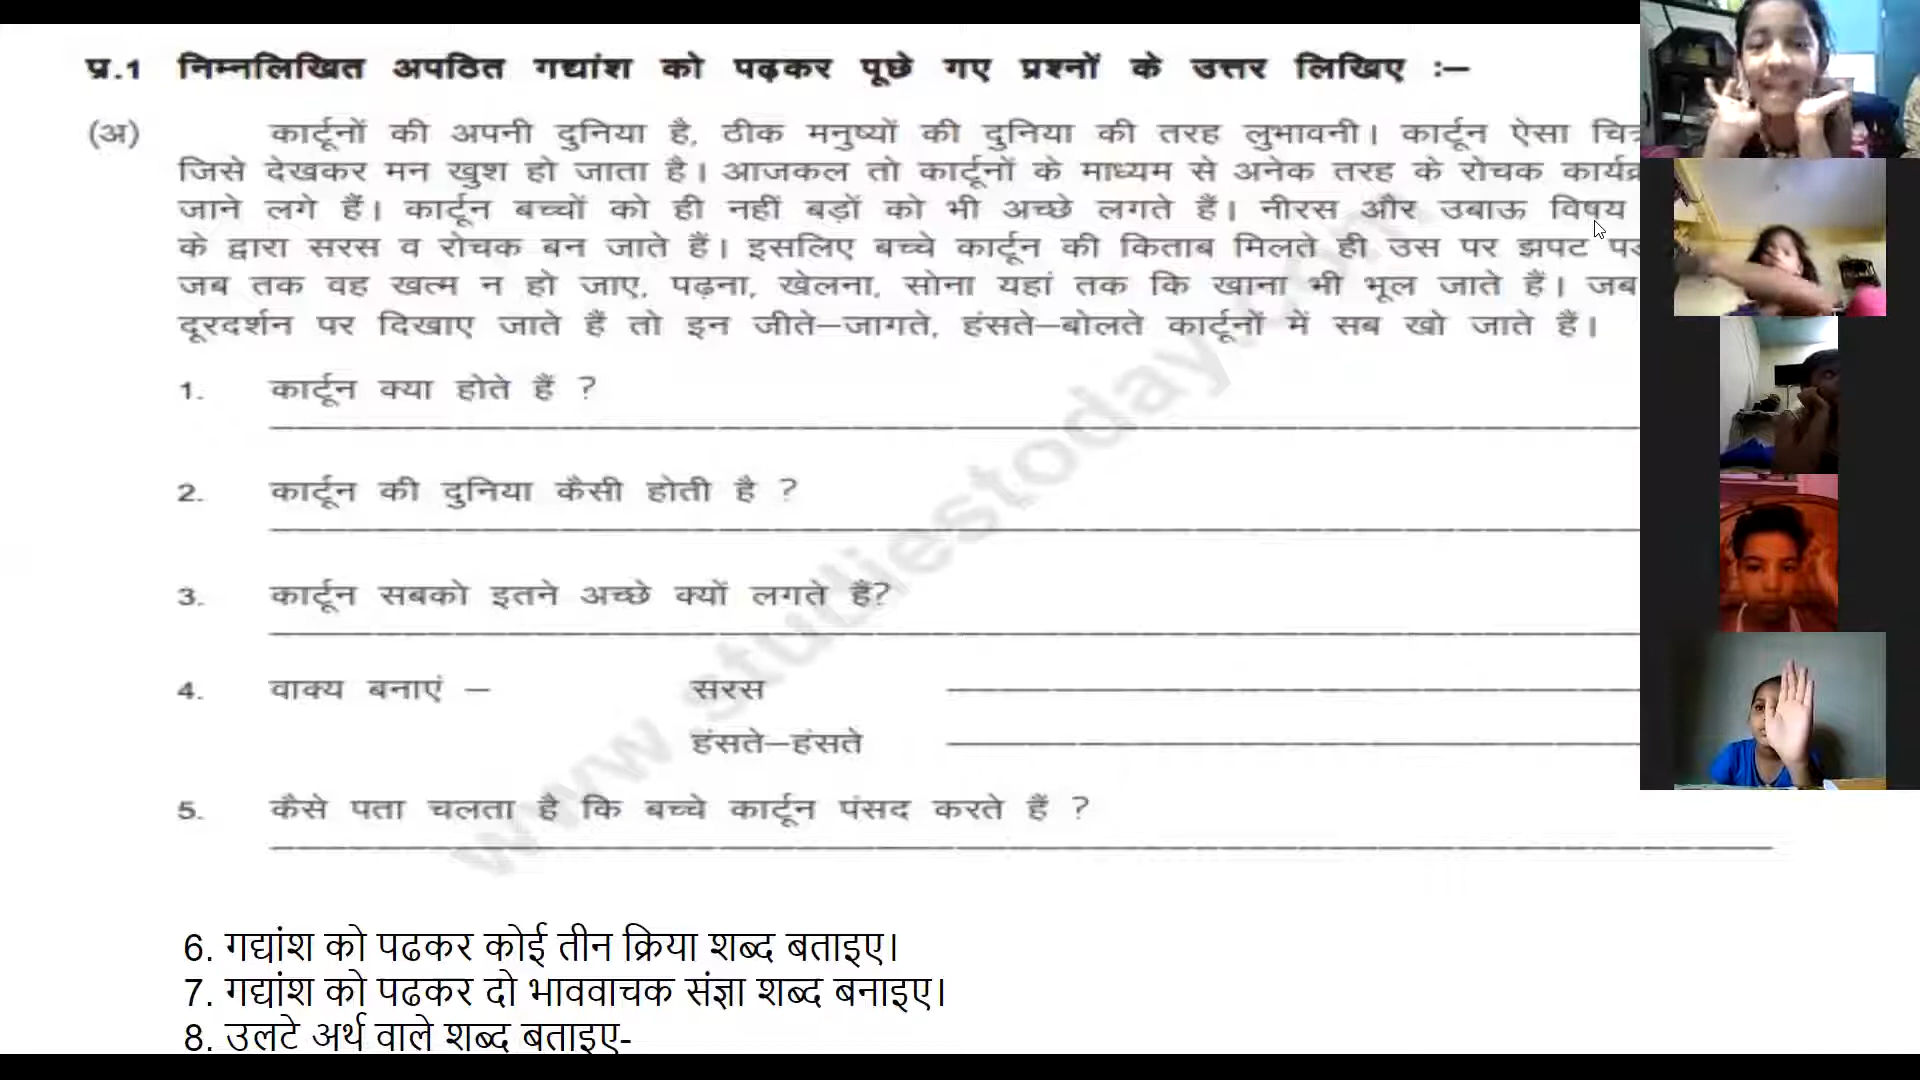 प्र.1 निम्नलिखित अपठित गद्यांश को पढ़कर पूछे गए प्रश्नों के उत्तर लिखिए :–
(अ) कार्टूनों की अपनी दुनिया है, ठीक मनुष्यों की दुनिया की तरह लुभावनी। कार्टून ऐसा
जिसे देखकर मन खुश हो जाता है। आजकल तो कार्टूनों के माध्यम से अनेक तरह के रोचक
जाने लगे हैं। कार्टून बच्चों को ही नहीं बड़ों को भी अच्छे लगते हैं। नीरस और उबाऊ विषय
के द्वारा सरस व रोचक बन जाते हैं। इसलिए बच्चे कार्टून की किताब मिलते ही उस पर झपट
जब तक वह खत्म न हो जाए, पढ़ना, खेलना, सोना यहां तक कि खाना भी भूल जाते हैं। जब
दूरदर्शन पर दिखाए जाते हैं तो इन जीते–जागते, हंसते–बोलते कार्टूनों में सब खो जाते हैं।
1. कार्टून क्या होते हैं ?
2. कार्टून की दुनिया कैसी होती है ?
3. कार्टून सबको इतने अच्छे क्यों लगते हैं?
4. वाक्य बनाएं – सरस
हंसते–हंसते
5. कैसे पता चलता है कि बच्चे कार्टून पंसद करते हैं ?
6. गद्यांश को पढकर कोई तीन क्रिया शब्द बताइए।
7. गद्यांश को पढकर दो भाववाचक संज्ञा शब्द बनाइए।
8. उलटे अर्थ वाले शब्द बताइए-
www.studiestoday.com